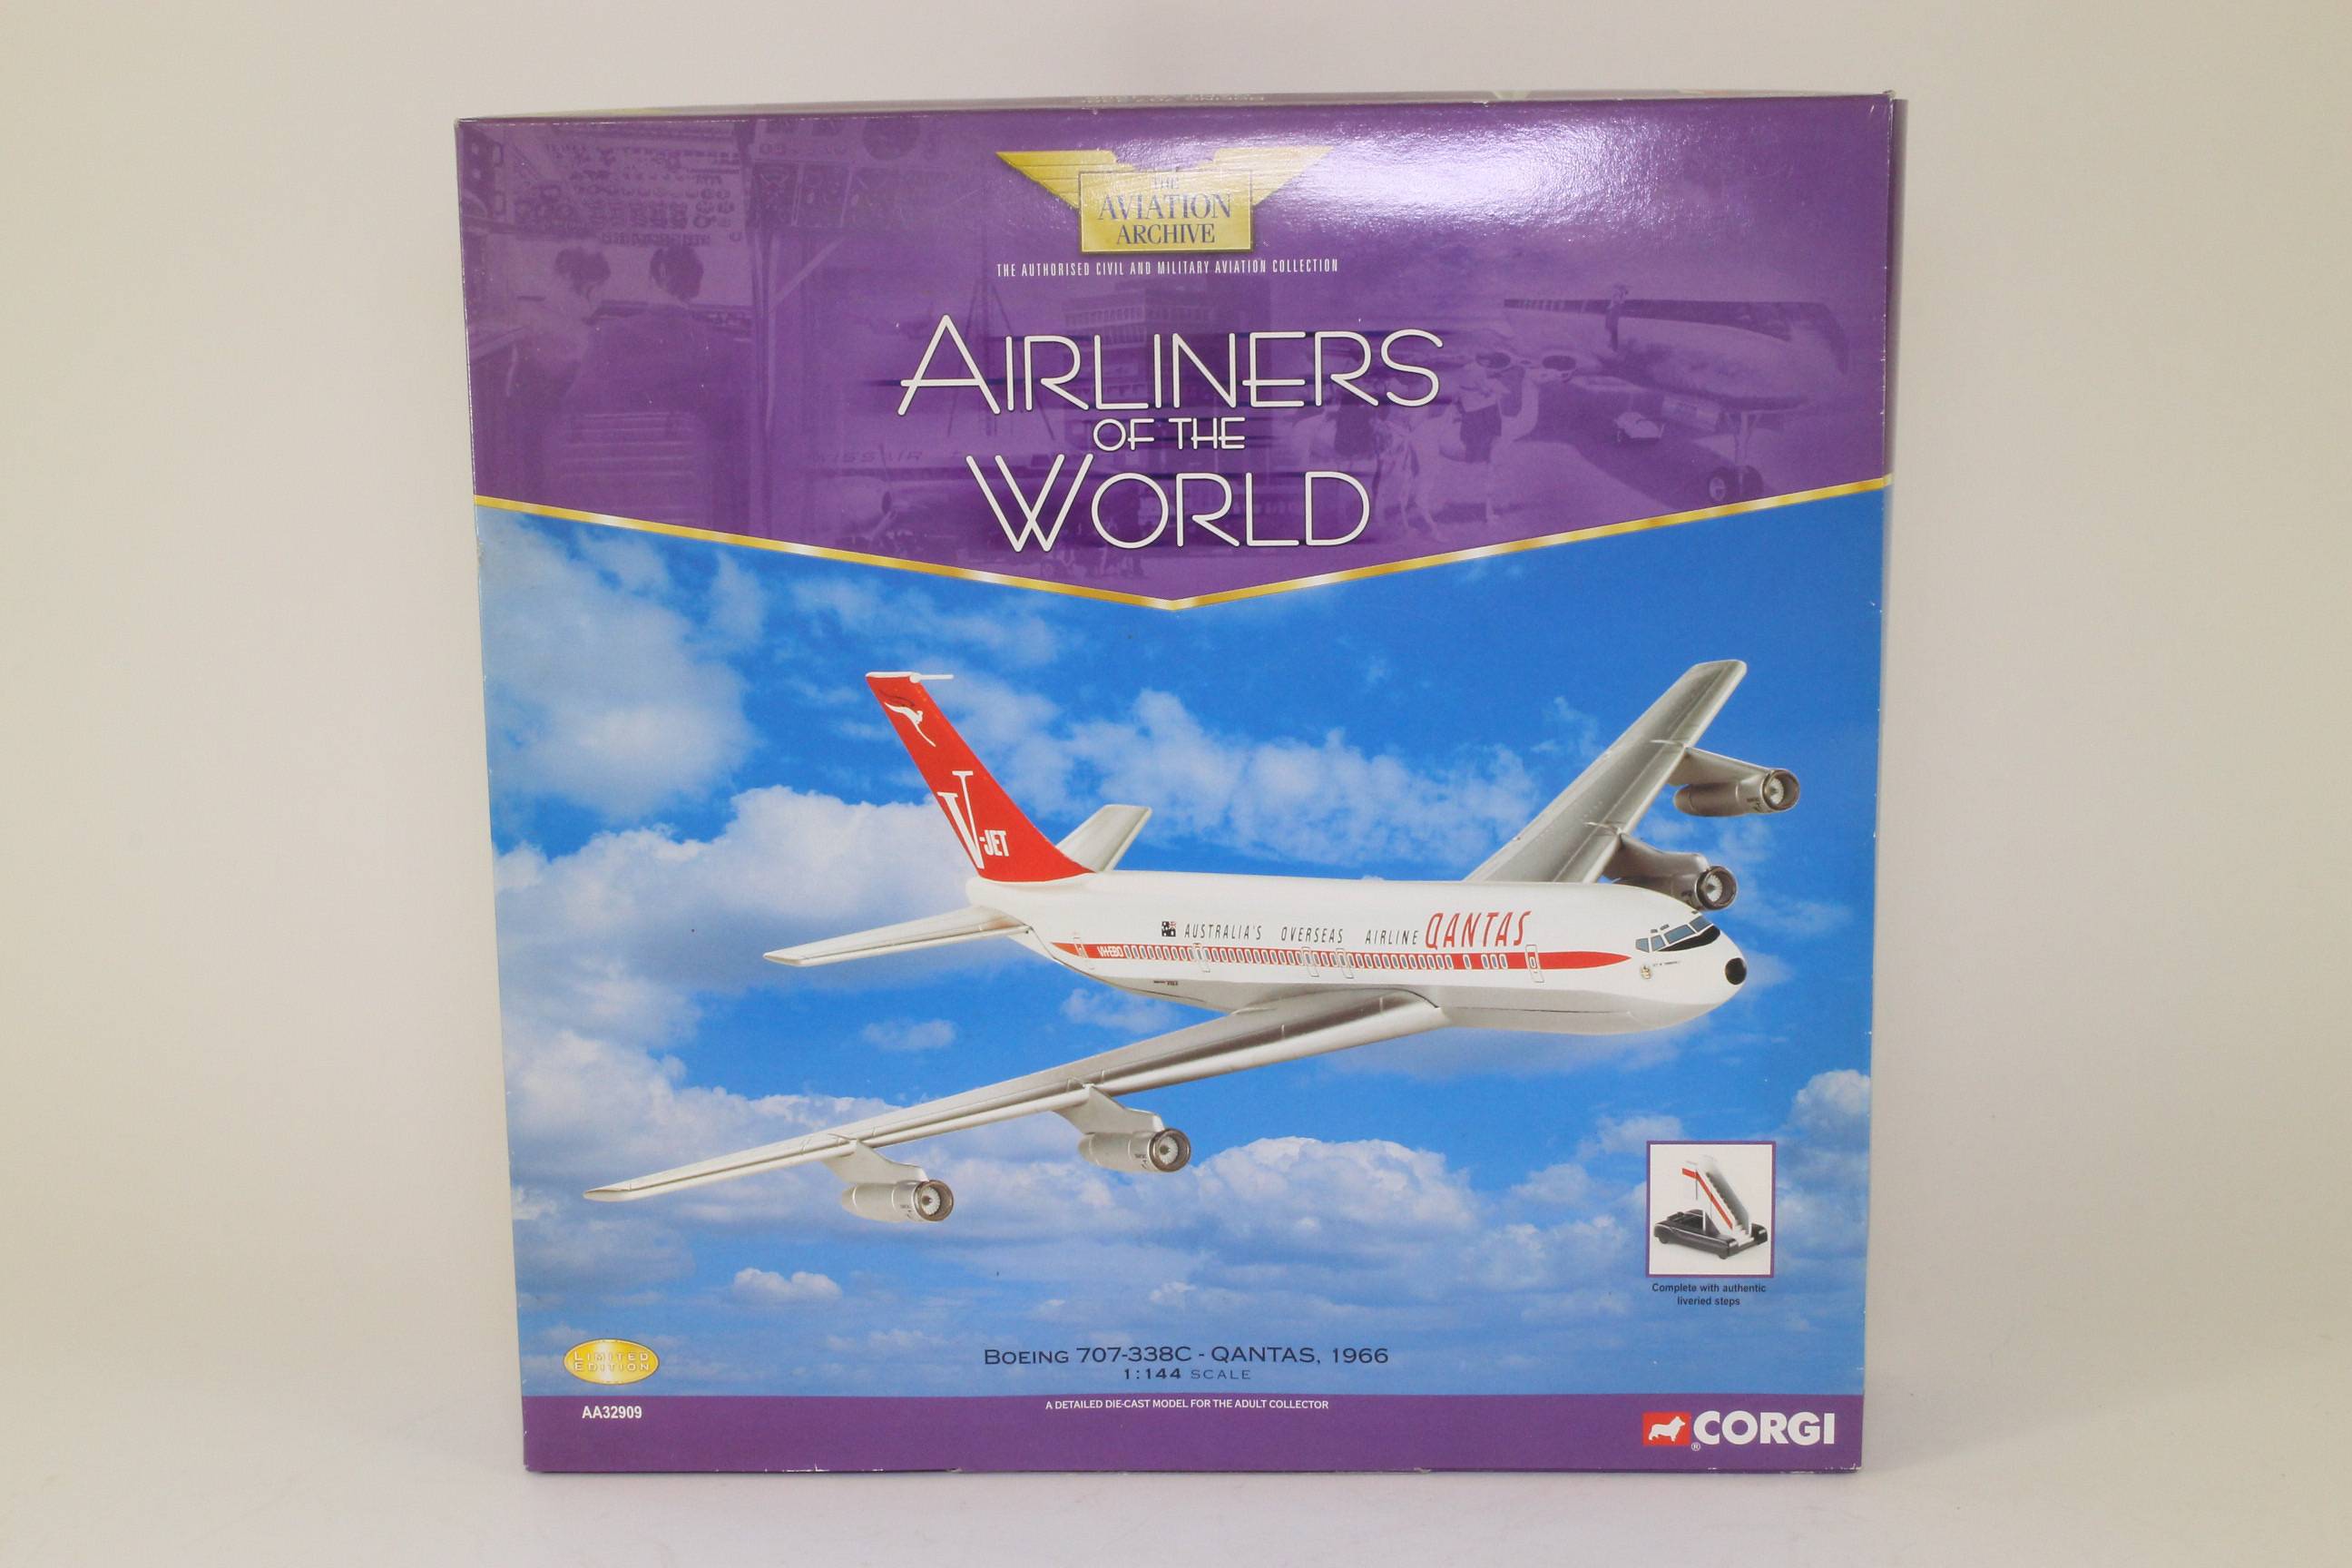 THE
AVIATION
ARCHIVE
THE AUTHORISED CIVIL AND MILITARY AVIATION COLLECTION
AIRLINERS
OF THE
WORLD
V-JET
AUSTRALIA'S OVERSEAS AIRLINE QANTAS
Complete with authentic
liveried steps
LIMITED
EDITION
BOEING 707-338C - QANTAS, 1966
1:144 SCALE
AA32909
A DETAILED DIE-CAST MODEL FOR THE ADULT COLLECTOR
® CORGI